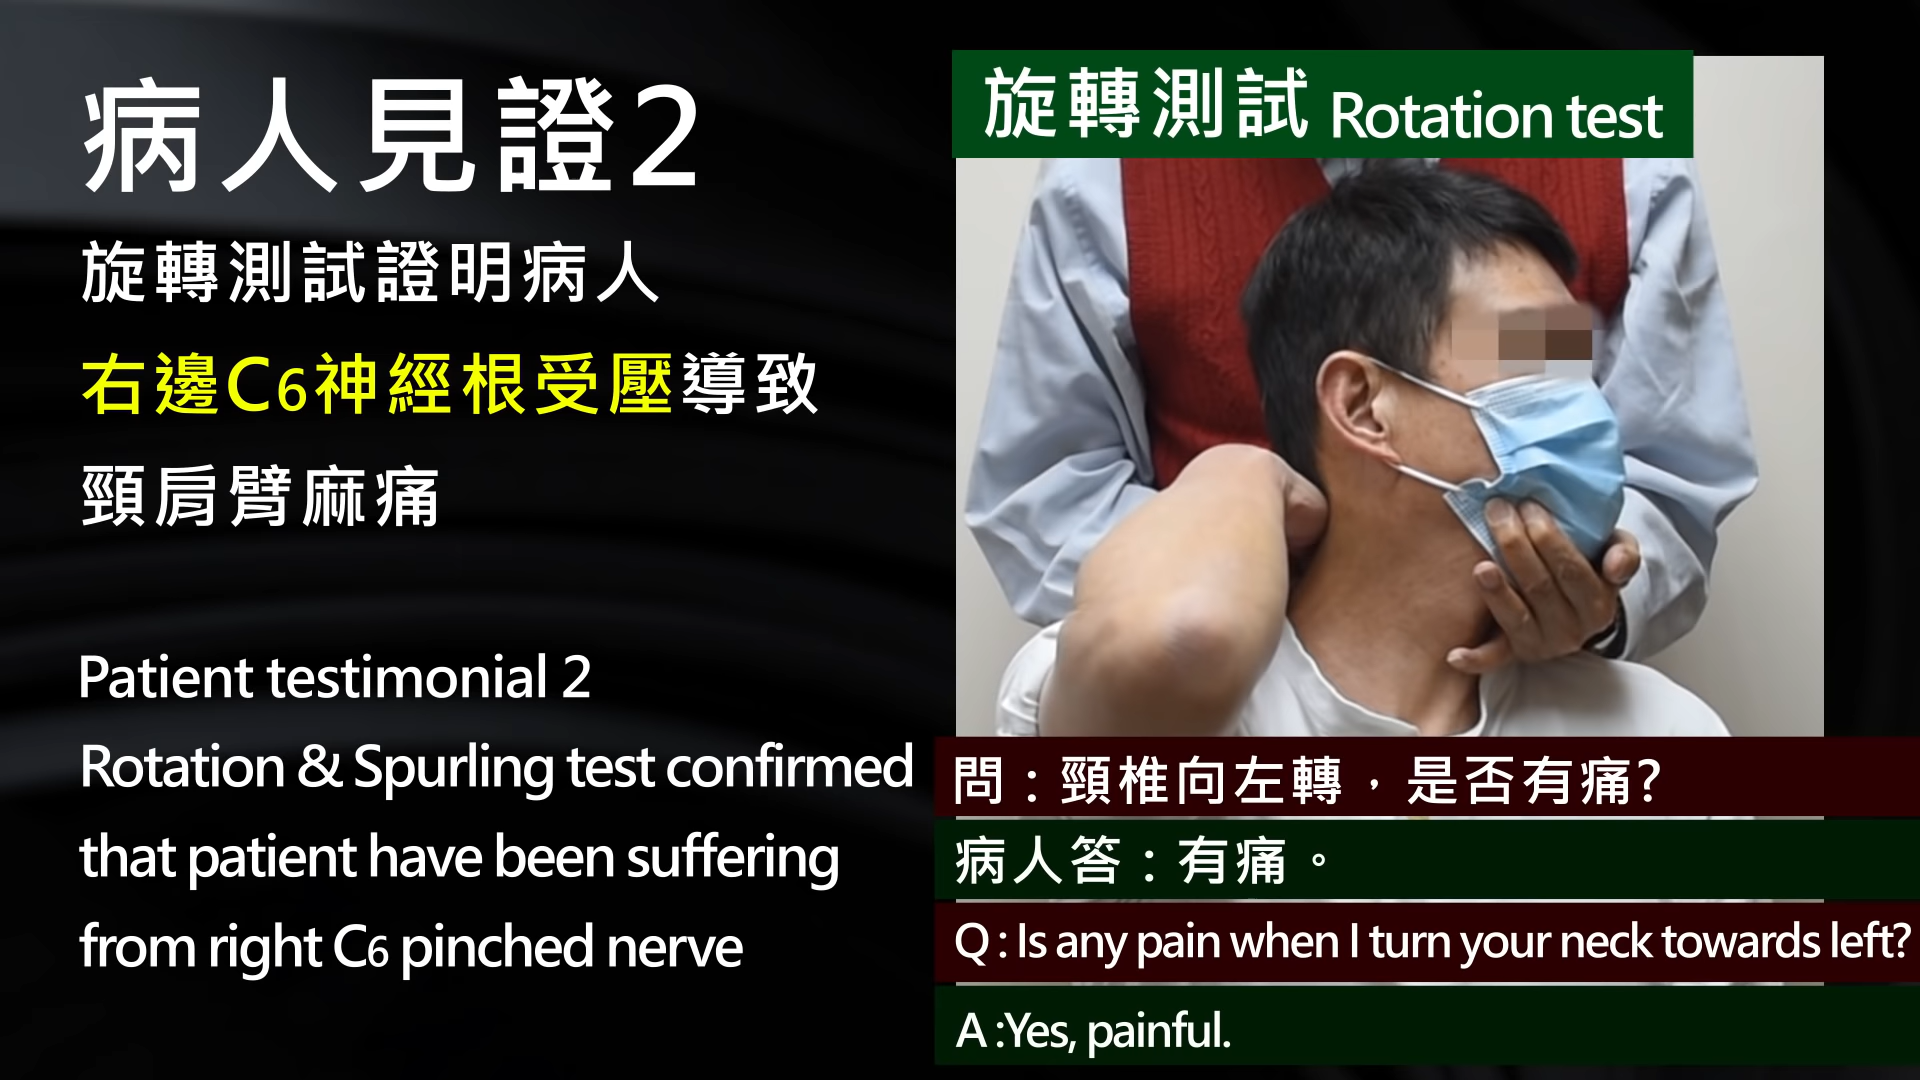 病人見證2
旋轉測試證明病人
右邊C6神經根受壓導致
頸肩臂麻痛
Patient testimonial 2
Rotation & Spurling test confirmed
that patient have been suffering
from right C6 pinched nerve
旋轉測試 Rotation test
問：頸椎向左轉，是否有痛?
病人答：有痛。
Q : Is any pain when I turn your neck towards left?
A :Yes, painful.